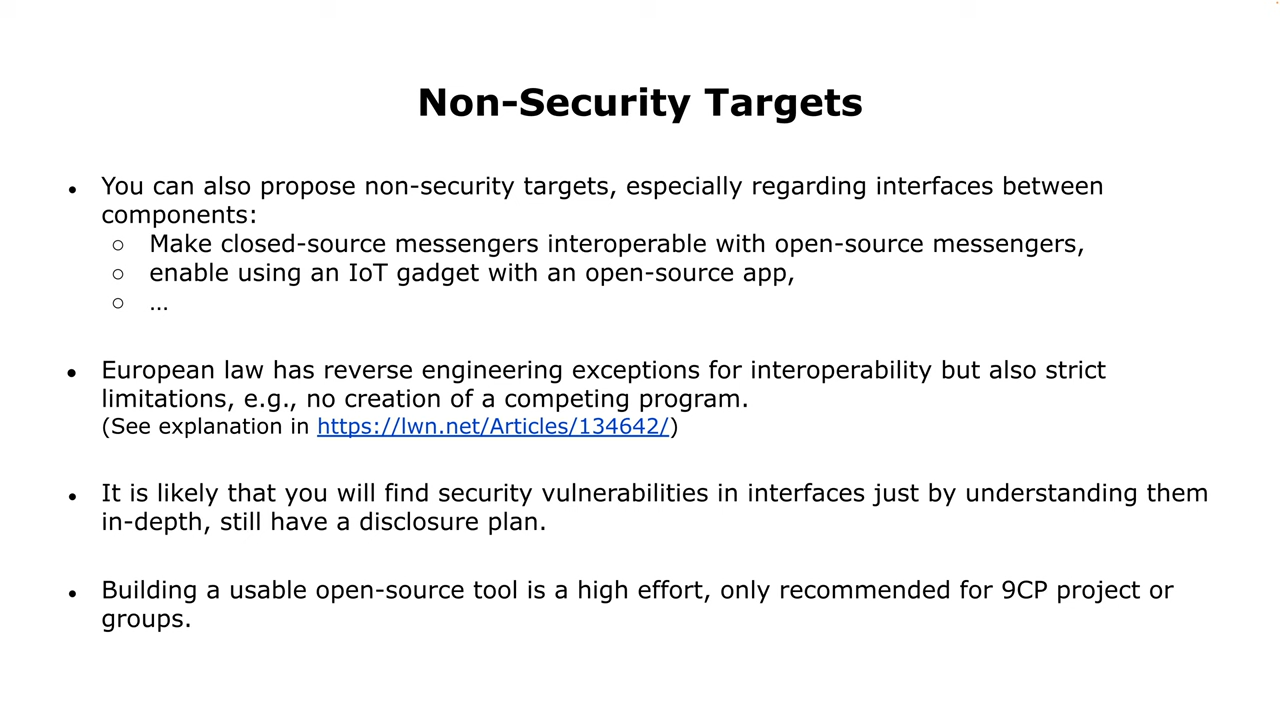 Non-Security Targets
● You can also propose non-security targets, especially regarding interfaces between
components:
○ Make closed-source messengers interoperable with open-source messengers,
○ enable using an IoT gadget with an open-source app,
○ …
● European law has reverse engineering exceptions for interoperability but also strict
limitations, e.g., no creation of a competing program.
(See explanation in https://lwn.net/Articles/134642/)
● It is likely that you will find security vulnerabilities in interfaces just by understanding them
in-depth, still have a disclosure plan.
● Building a usable open-source tool is a high effort, only recommended for 9CP project or
groups.